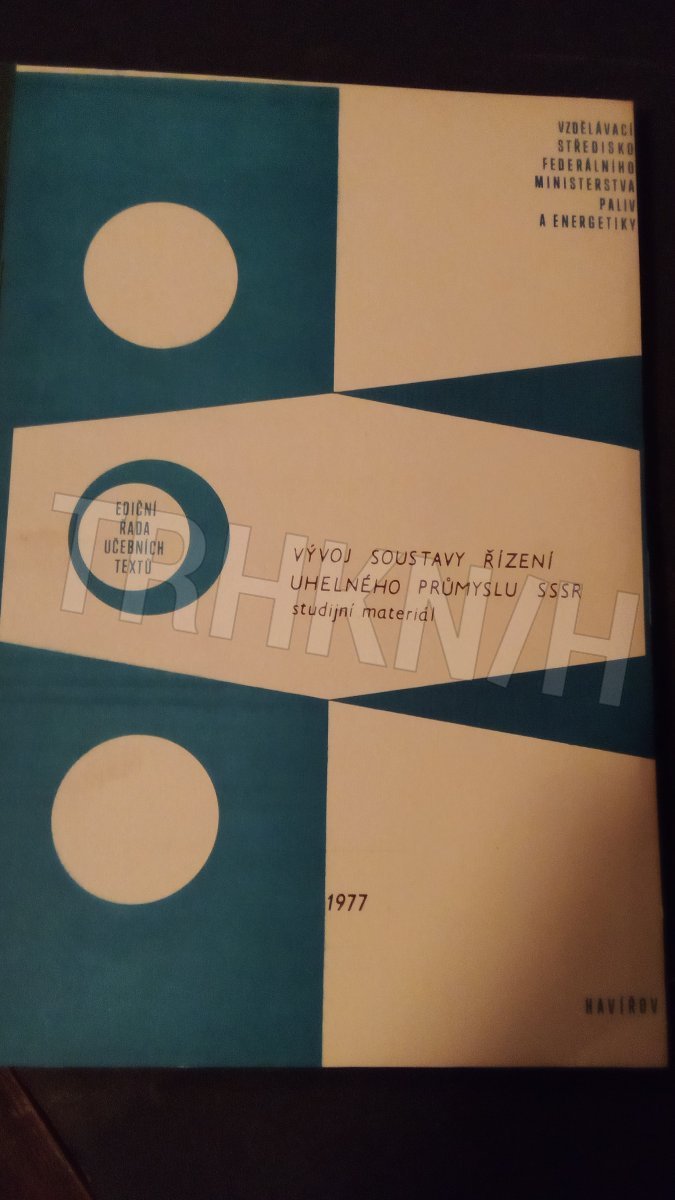 VZDĚLÁVACÍ
STŘEDISKO
FEDERÁLNÍHO
MINISTERSTVA
PALIV
A ENERGETIKY
EDIČNÍ
ŘADA
UČEBNÍCH
TEXTŮ
VÝVOJ SOUSTAVY ŘÍZENÍ
UHELNÉHO PRŮMYSLU SSSR
studijní materiál
TRHKN/H
1977
HAVÍŘOV